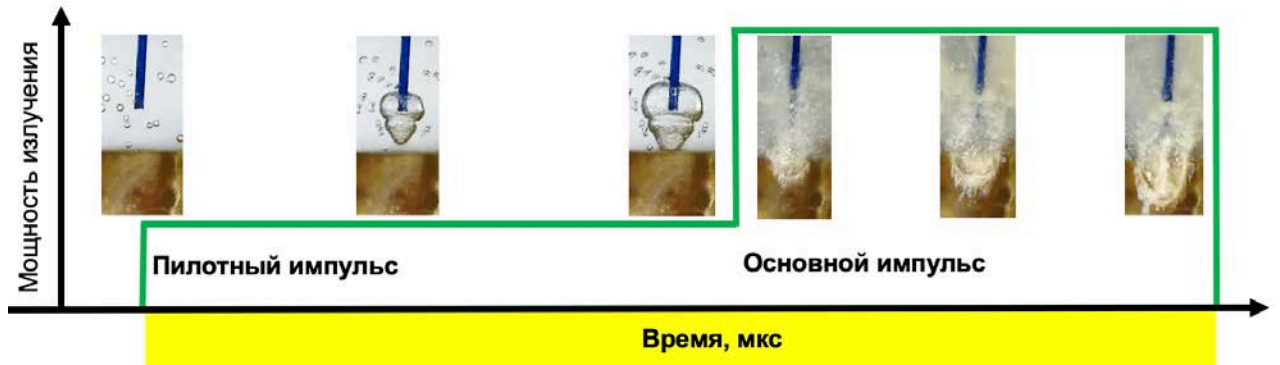 Мощность излучения
Пилотный импульс
Основной импульс
Время, мкс